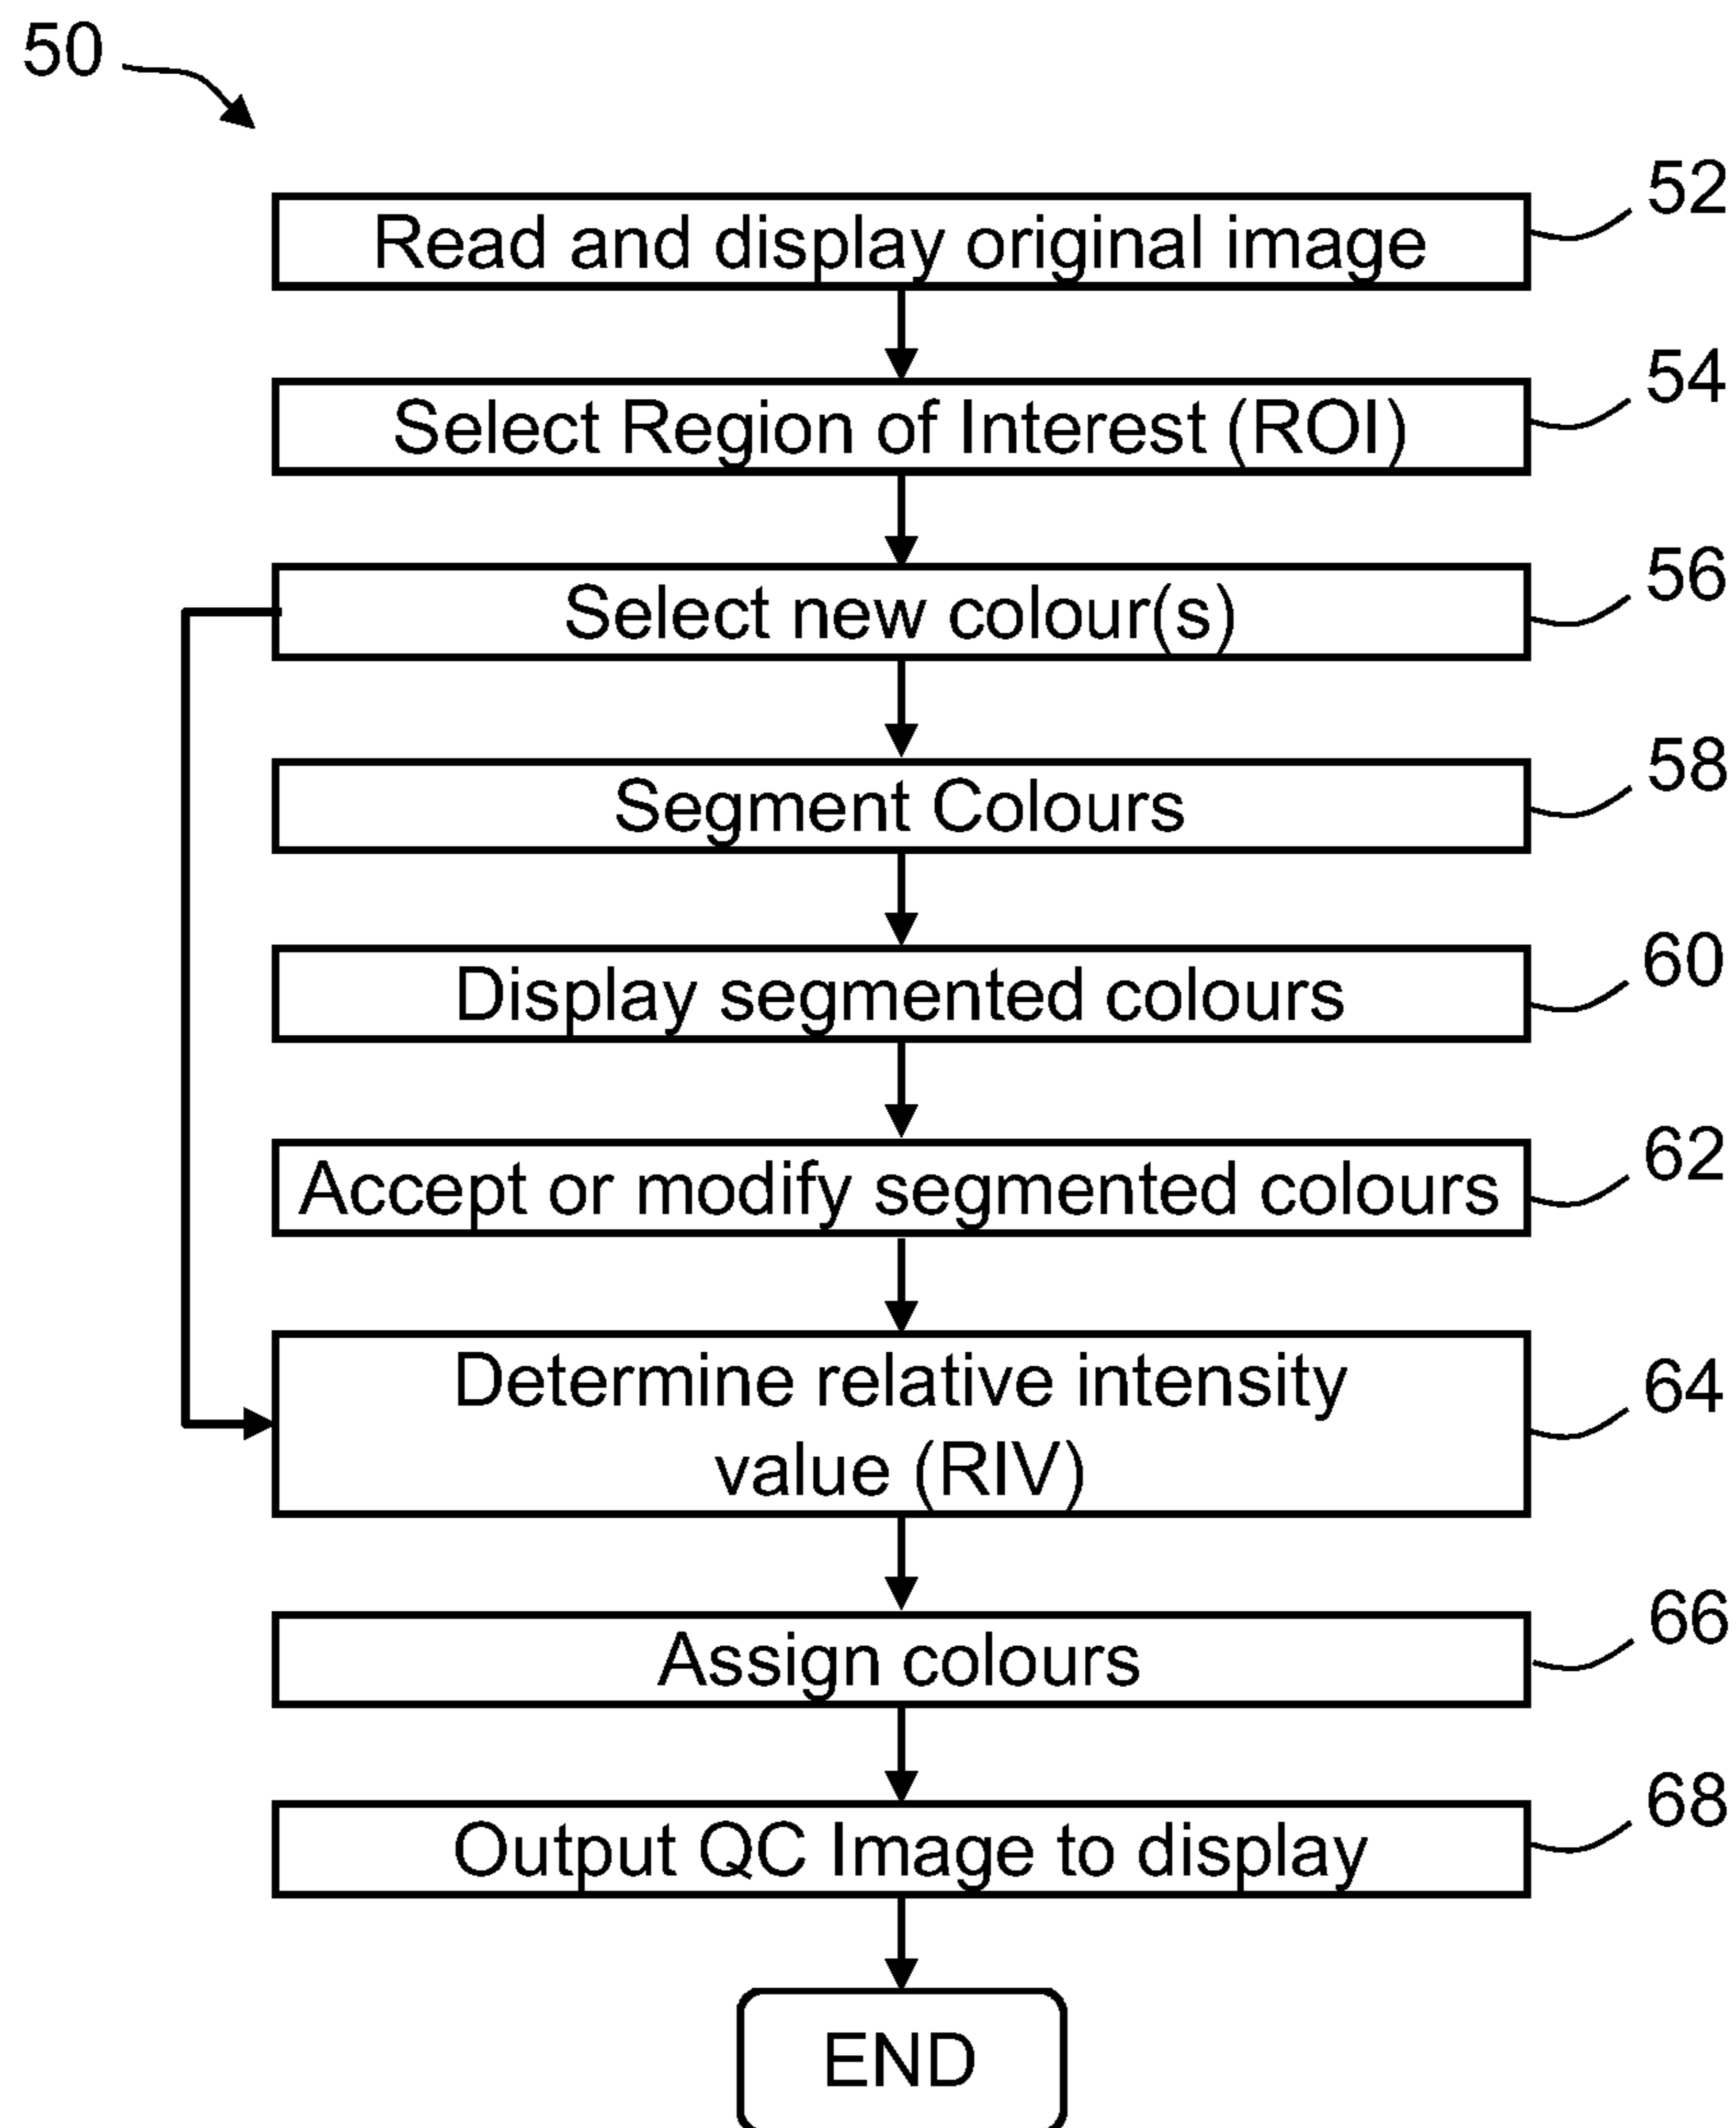 50
52
Read and display original image
54
Select Region of Interest (ROI)
56
Select new colour(s)
58
Segment Colours
60
Display segmented colours
62
Accept or modify segmented colours
64
Determine relative intensity
value (RIV)
66
Assign colours
68
Output QC Image to display
END